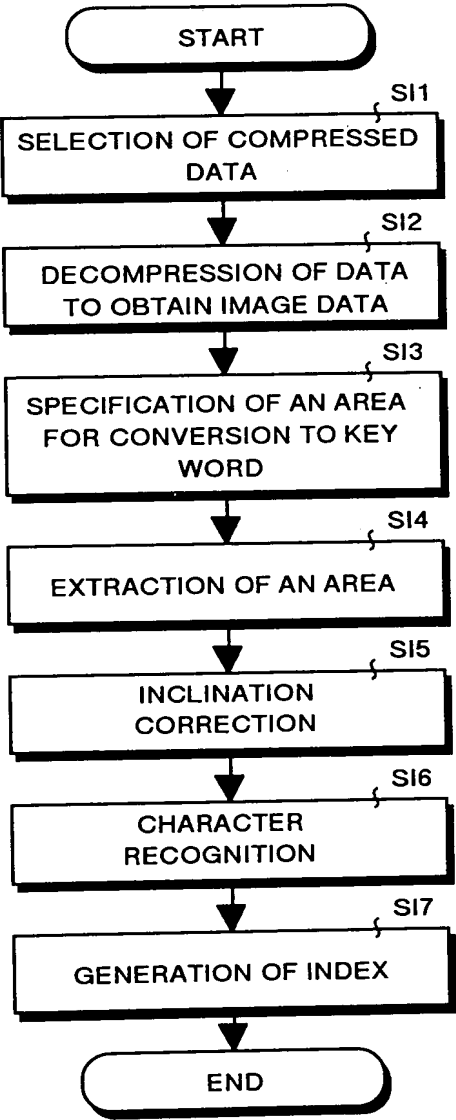 START
SI1
SELECTION OF COMPRESSED
DATA
SI2
DECOMPRESSION OF DATA
TO OBTAIN IMAGE DATA
SI3
SPECIFICATION OF AN AREA
FOR CONVERSION TO KEY
WORD
SI4
EXTRACTION OF AN AREA
SI5
INCLINATION
CORRECTION
SI6
CHARACTER
RECOGNITION
SI7
GENERATION OF INDEX
END